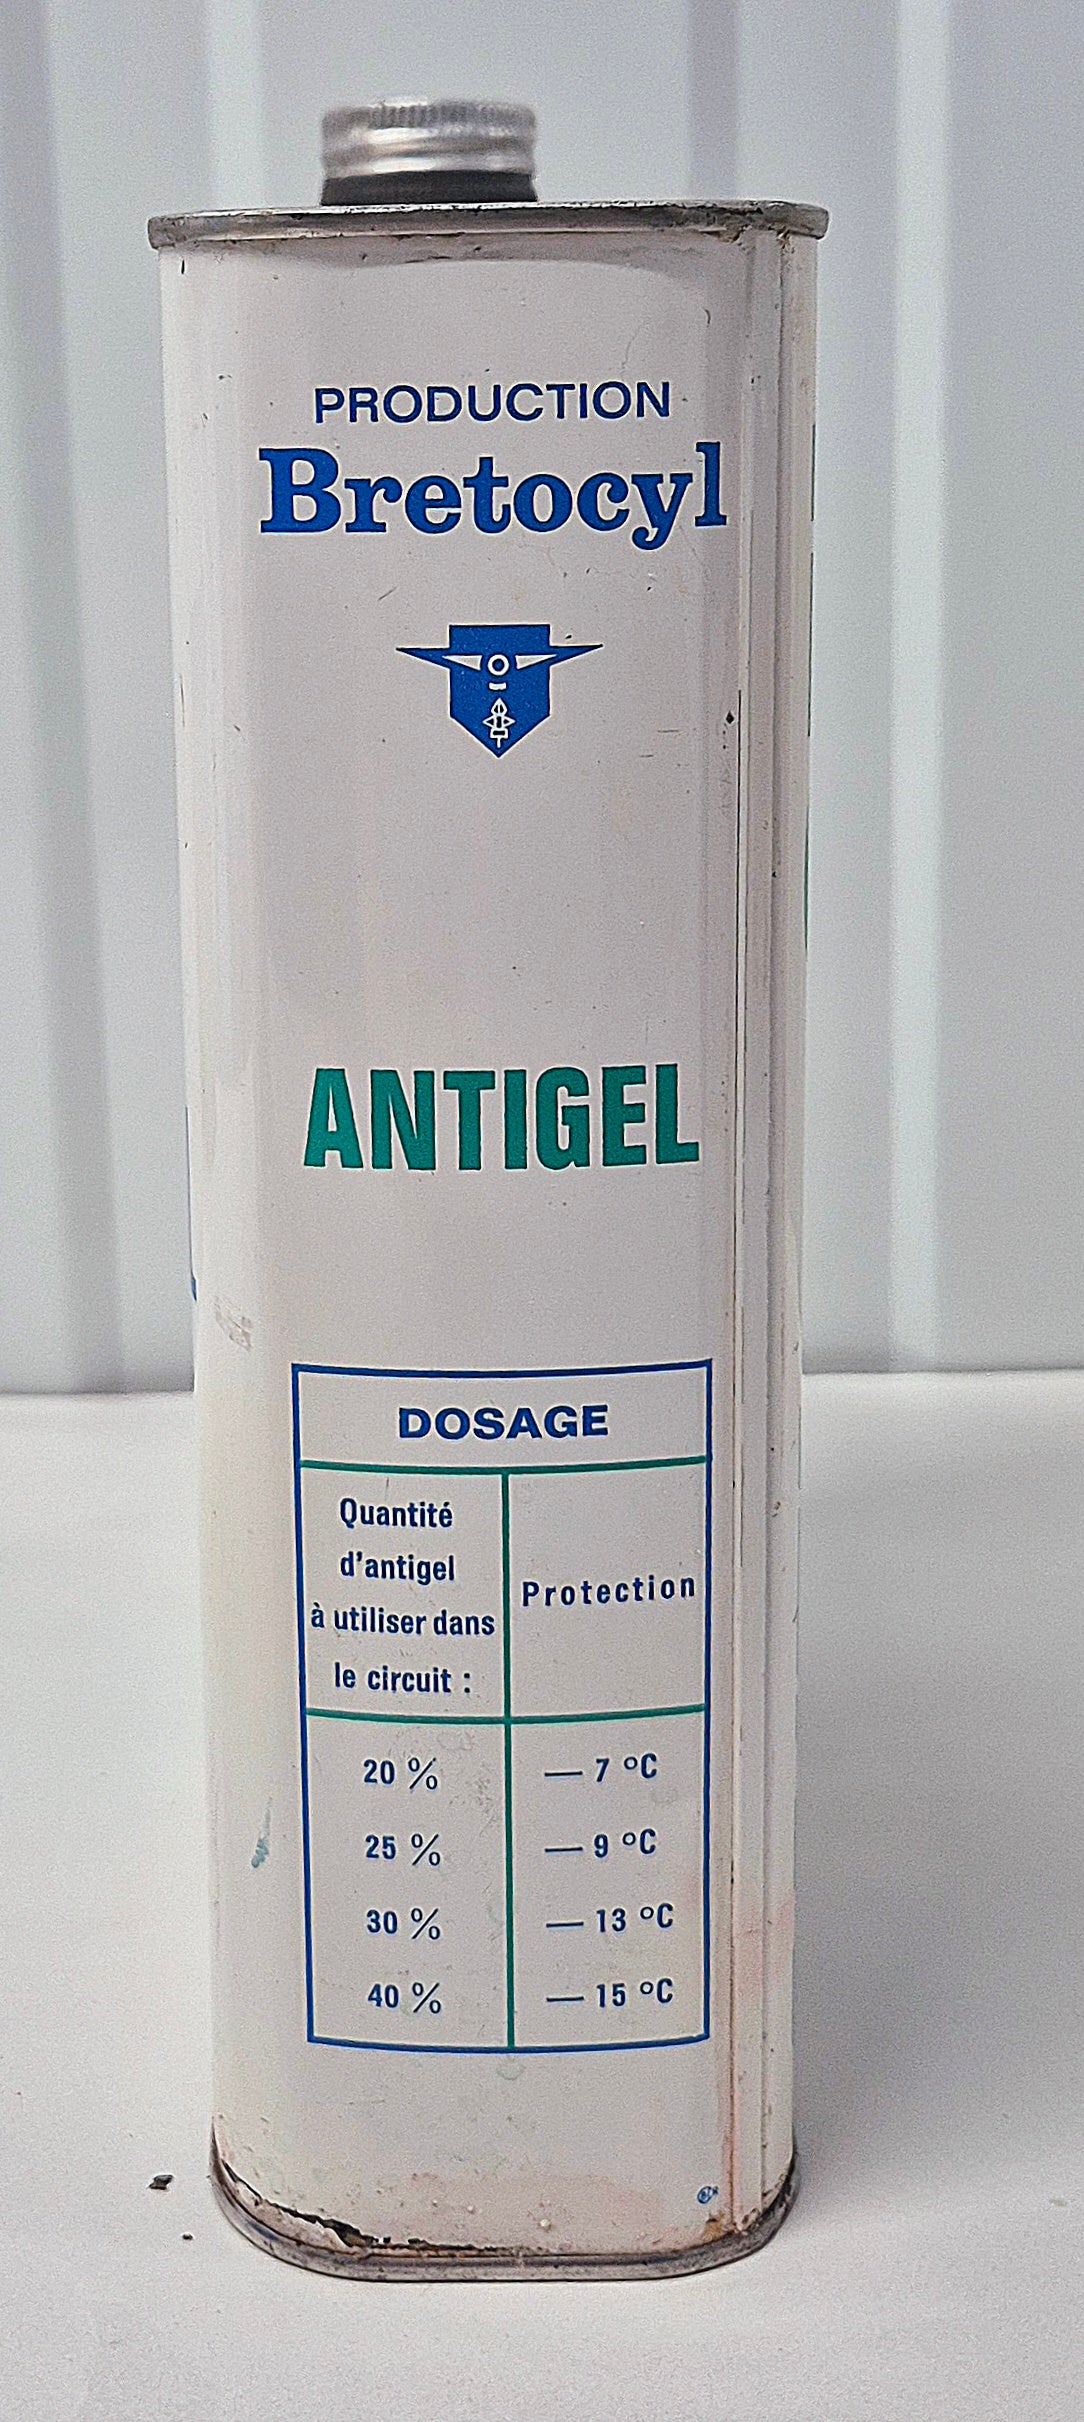 PRODUCTION
Bretocyl
ANTIGEL
DOSAGE
Quantité
d'antigel
à utiliser dans
le circuit :
Protection
20 % — 7 °C
25 % — 9 °C
30 % — 13 °C
40 % — 15 °C